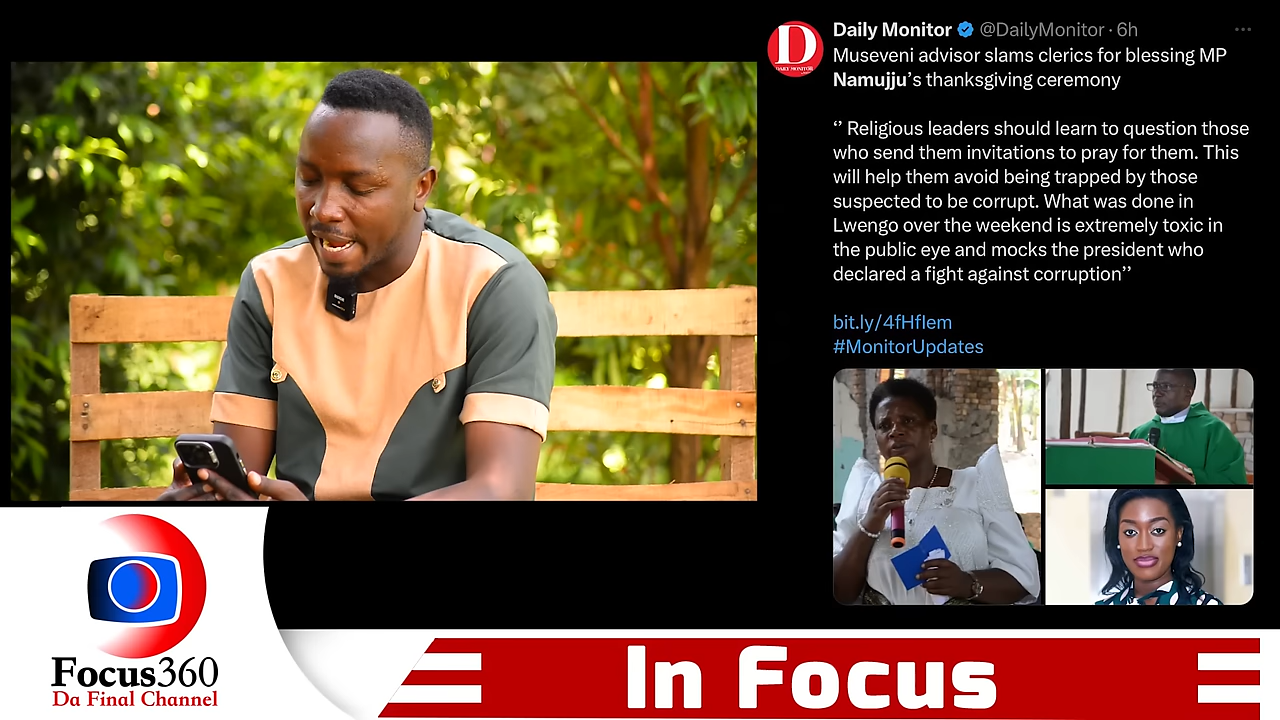 Daily Monitor @DailyMonitor · 6h
Museveni advisor slams clerics for blessing MP
Namujju's thanksgiving ceremony
‘’ Religious leaders should learn to question those
who send them invitations to pray for them. This
will help them avoid being trapped by those
suspected to be corrupt. What was done in
Lwengo over the weekend is extremely toxic in
the public eye and mocks the president who
declared a fight against corruption’’
bit.ly/4fHfIem
#MonitorUpdates
D
DAILY MONITOR
Focus360
Da Final Channel
In Focus